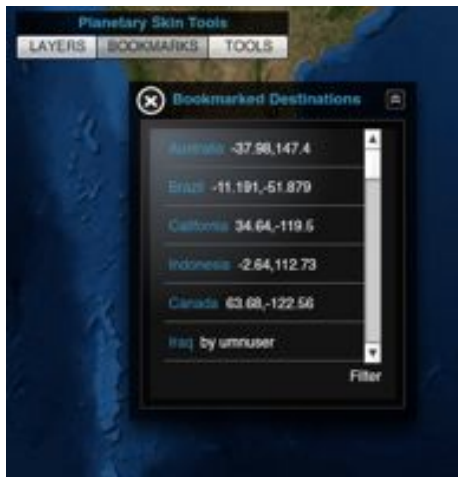 Planetary Skin Tools
LAYERS BOOKMARKS TOOLS
Bookmarked Destinations
Australia -37.98,147.4
Brazil -11.191,-51.879
California 34.64,-119.5
Indonesia -2.64,112.73
Canada 63.68,-122.56
Iraq by umnuser
Filter